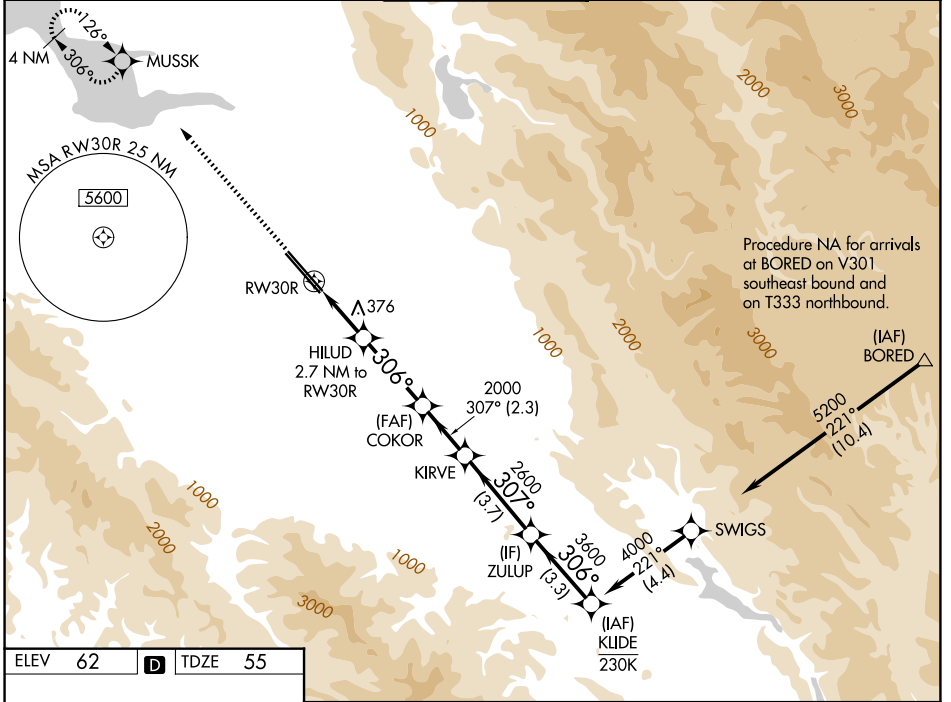 126°
4 NM
306°
MUSSK
MSA RW30R 25 NM
5600
1000
2000
3000
Procedure NA for arrivals
at BORED on V301
southeast bound and
on T333 northbound.
RW30R
376
HILUD
2.7 NM to
RW30R
306°
1000
2000
3000
(IAF)
BORED
2000
307° (2.3)
(FAF)
COKOR
KIRVE
5200
221°
(10.4)
2600
307°
(3.7)
1000
2000
1000
3000
(IF)
ZULUP
3600
306°
(3.3)
4000
221°
(4.4)
SWIGS
(IAF)
KLIDE
230K
ELEV 62 D TDZE 55